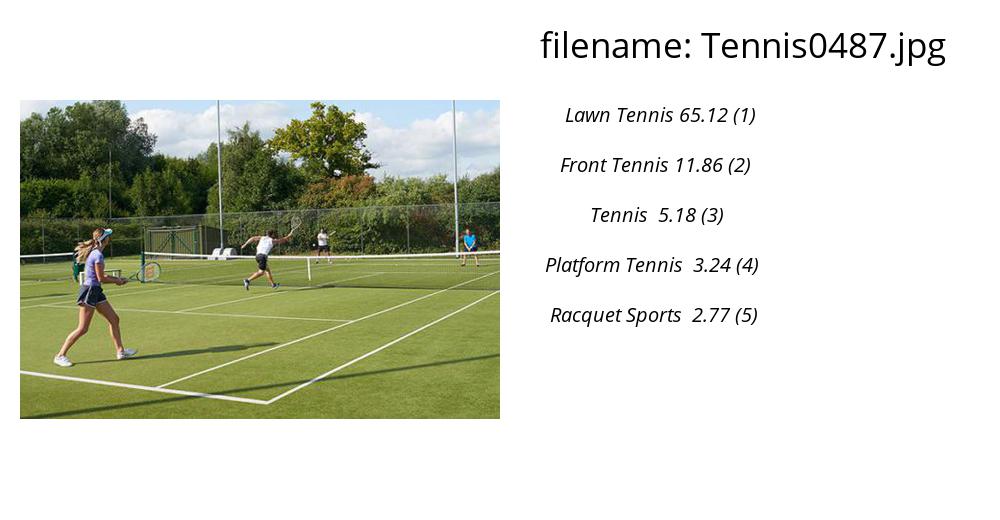 filename: Tennis0487.jpg
Lawn Tennis 65.12 (1)
Front Tennis 11.86 (2)
Tennis 5.18 (3)
Platform Tennis 3.24 (4)
Racquet Sports 2.77 (5)